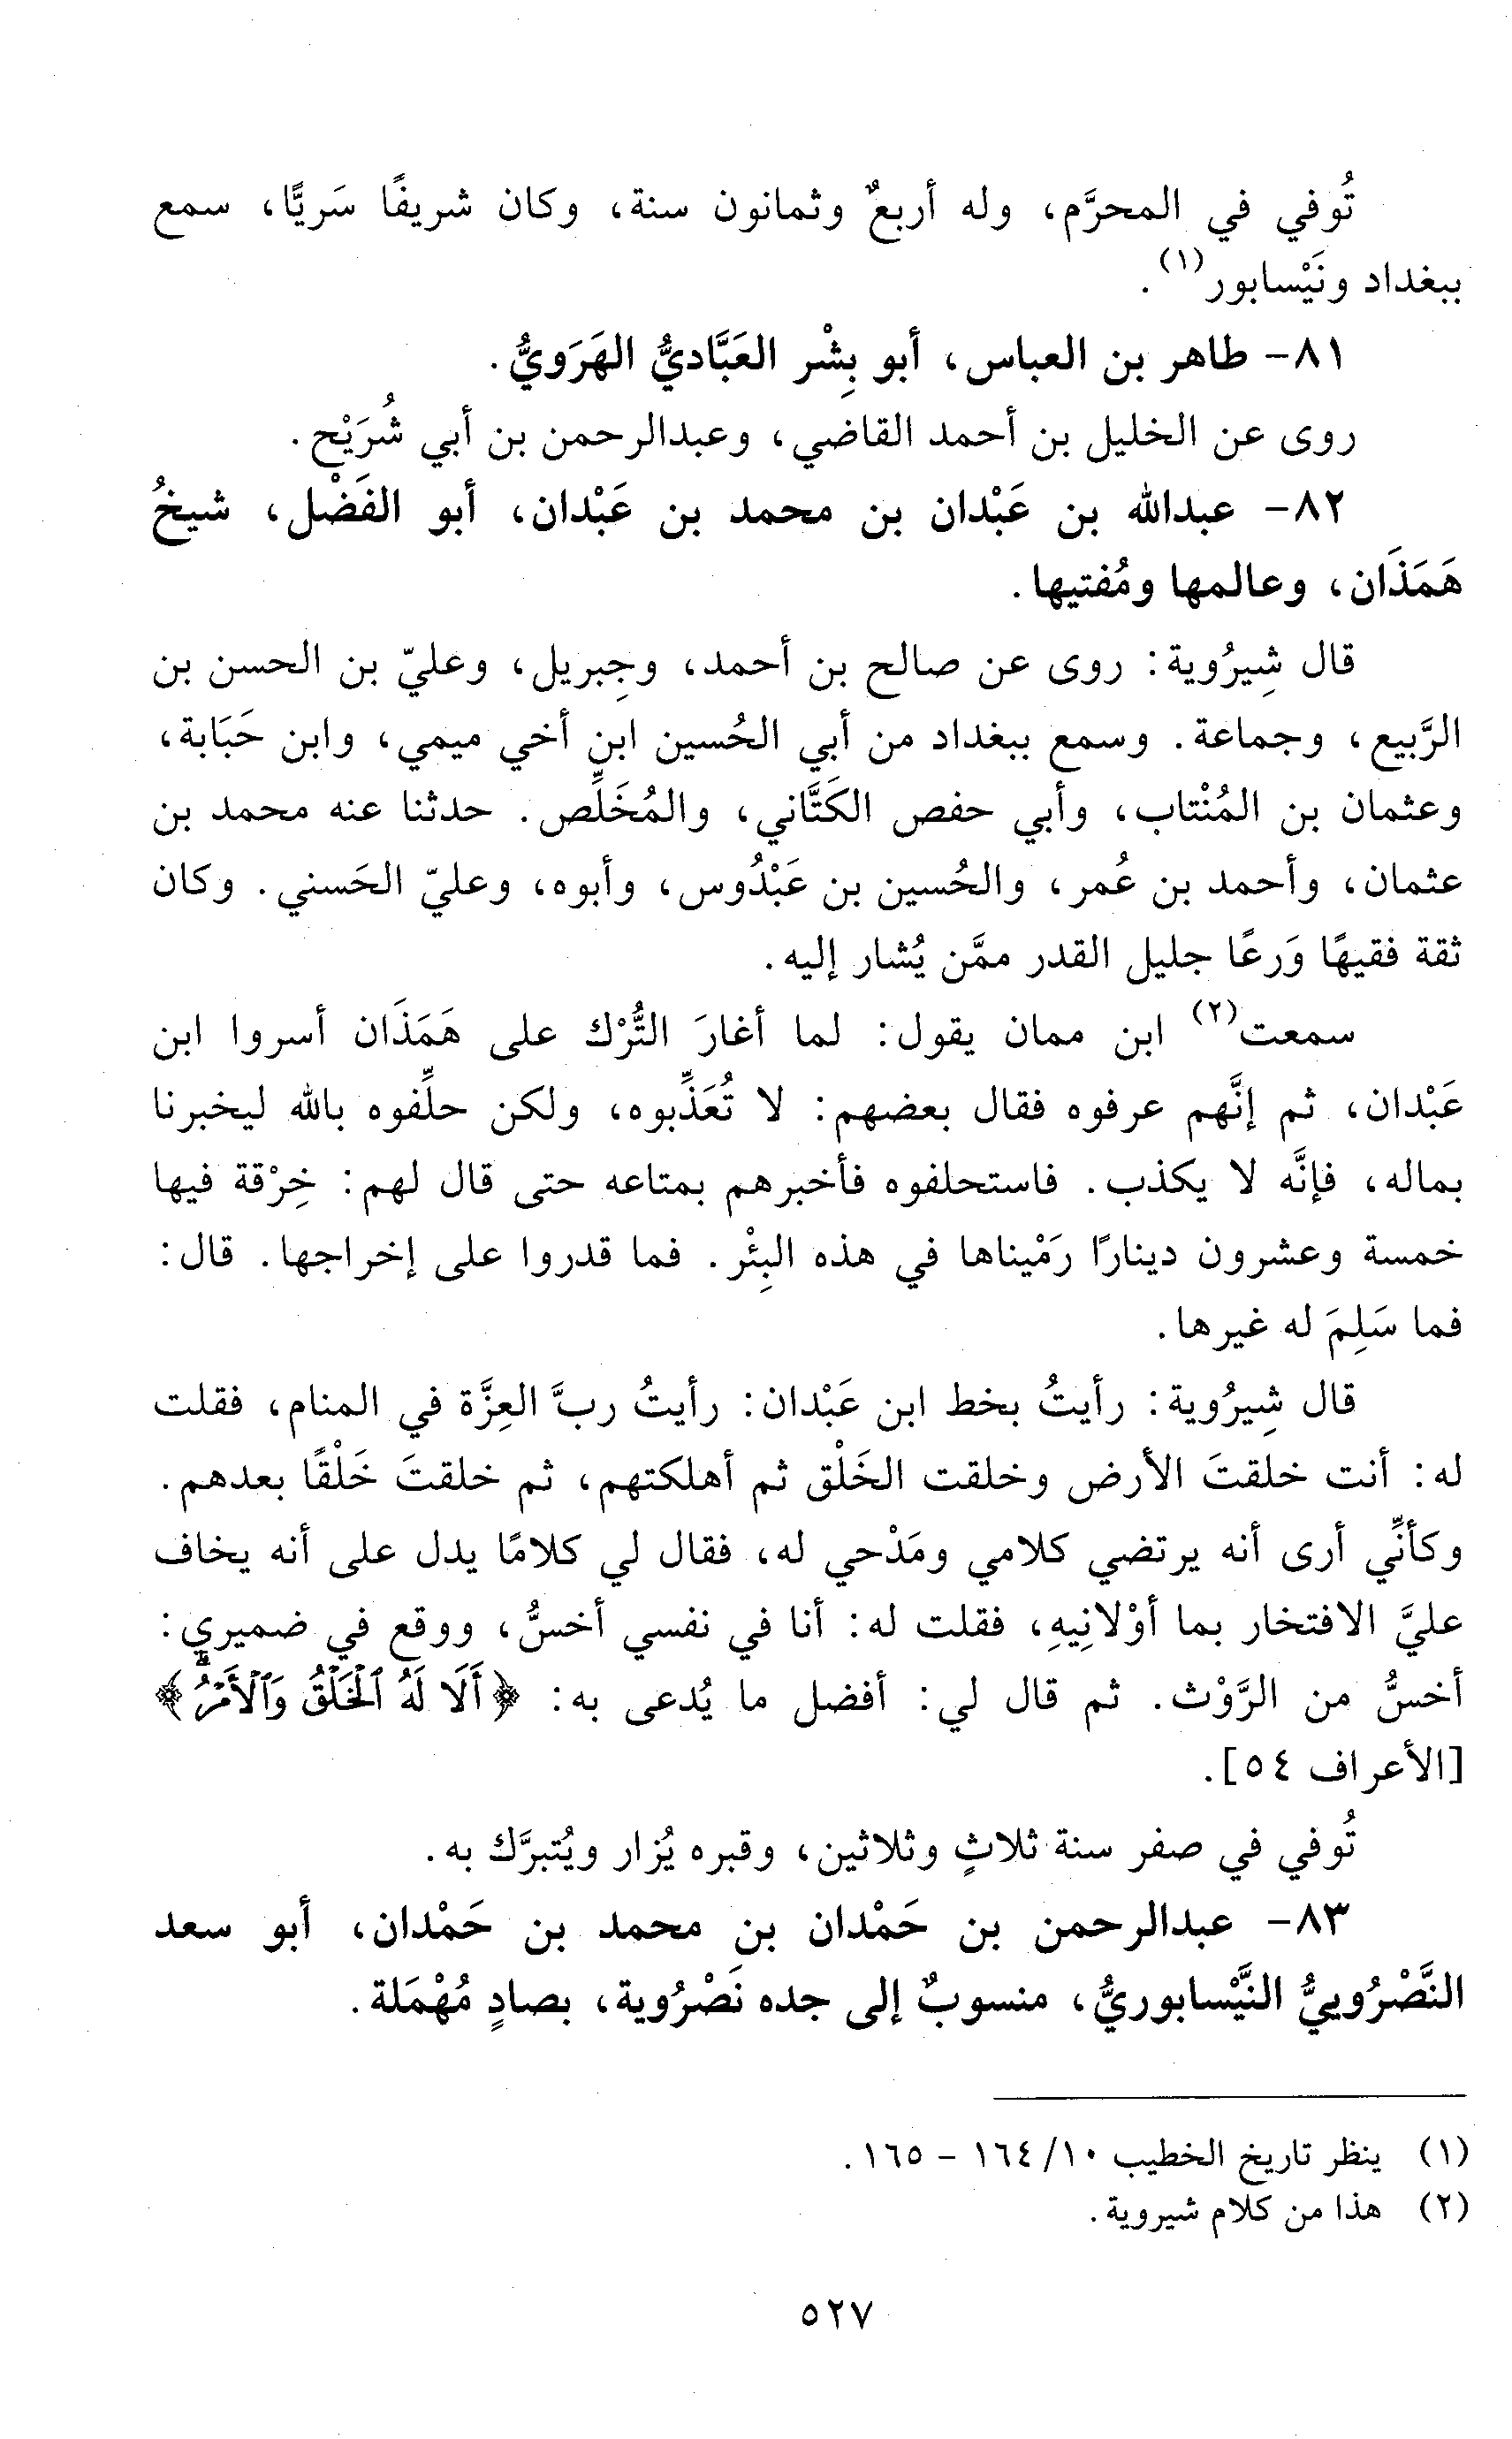 تُوفي في المحرَّم، وله أربعٌ وثمانون سنة، وكان شريفًا سَريًّا، سمع
ببغداد ونَيْسابور(١).
٨١- طاهر بن العباس، أبو بِشْر العَبَّاديُّ الهَرَويُّ.
روى عن الخليل بن أحمد القاضي، وعبدالرحمن بن أبي شُرَيْح.
٨٢- عبدالله بن عَبْدان بن محمد بن عَبْدان، أبو الفَضْل، شيخُ
هَمَذَان، وعالمها ومُفتيها.
قال شِيرُوية: روى عن صالح بن أحمد، وجِبريل، وعليّ بن الحسن بن
الرَّبيع، وجماعة. وسمع ببغداد من أبي الحُسين ابن أخي ميمي، وابن حَبَابة،
وعثمان بن المُنْتاب، وأبي حفص الكَتَّاني، والمُخَلِّص. حدثنا عنه محمد بن
عثمان، وأحمد بن عُمر، والحُسين بن عَبْدُوس، وأبوه، وعليّ الحَسني. وكان
ثقة فقيهًا وَرعًا جليل القدر ممَّن يُشار إليه.
سمعت(٢) ابن ممان يقول: لما أغارَ التُّرْك على هَمَذَان أسروا ابن
عَبْدان، ثم إنَّهم عرفوه فقال بعضهم: لا تُعَذِّبوه، ولكن حلِّفوه بالله ليخبرنا
بماله، فإنَّه لا يكذب. فاستحلفوه فأخبرهم بمتاعه حتى قال لهم: خِرْقة فيها
خمسة وعشرون دينارًا رَمْيناها في هذه البِئْر. فما قدروا على إخراجها. قال:
فما سَلِمَ له غيرها.
قال شِيرُوية: رأيتُ بخط ابن عَبْدان: رأيتُ ربَّ العِزَّة في المنام، فقلت
له: أنت خلقتَ الأرض وخلقت الخَلْق ثم أهلكتهم، ثم خلقتَ خَلْقًا بعدهم.
وكأنِّي أرى أنه يرتضي كلامي ومَدْحي له، فقال لي كلامًا يدل على أنه يخاف
عليَّ الافتخار بما أوْلانِيهِ، فقلت له: أنا في نفسي أخسُّ، ووقع في ضميري:
أخسُّ من الرَّوْث. ثم قال لي: أفضل ما يُدعى به: ﴿أَلَا لَهُ ٱلْخَلْقُ وَٱلْأَمْرُ ۗ﴾
[الأعراف ٥٤].
تُوفي في صفر سنة ثلاثٍ وثلاثين، وقبره يُزار ويُتبرَّك به.
٨٣- عبدالرحمن بن حَمْدان بن محمد بن حَمْدان، أبو سعد
النَّصْرُوييُّ النَّيْسابوريُّ، منسوبٌ إلى جده نَصْرُوية، بصادٍ مُهْمَلة.
(١) ينظر تاريخ الخطيب ١٠/ ١٦٤ - ١٦٥.
(٢) هذا من كلام شيروية.
٥٢٧